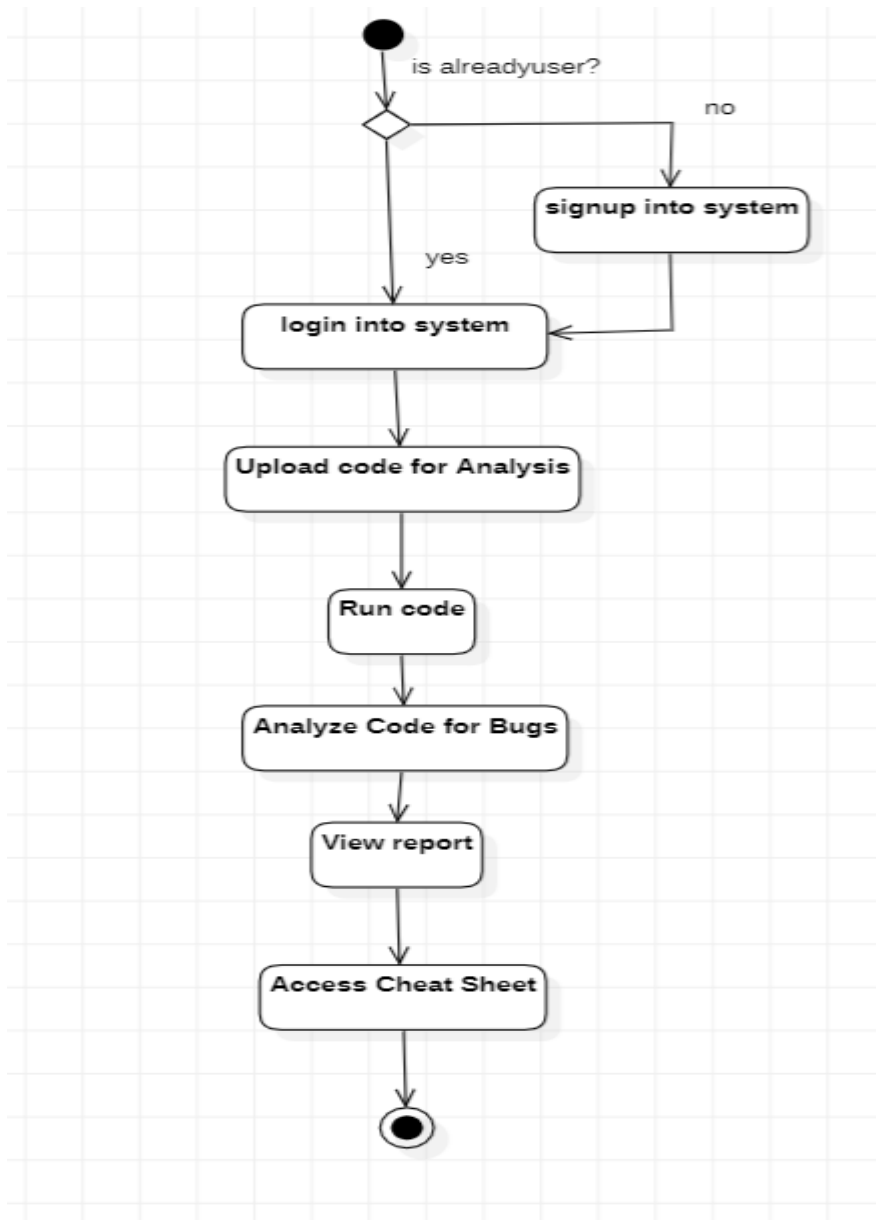 is alreadyuser?
no
signup into system
yes
login into system
Upload code for Analysis
Run code
Analyze Code for Bugs
View report
Access Cheat Sheet